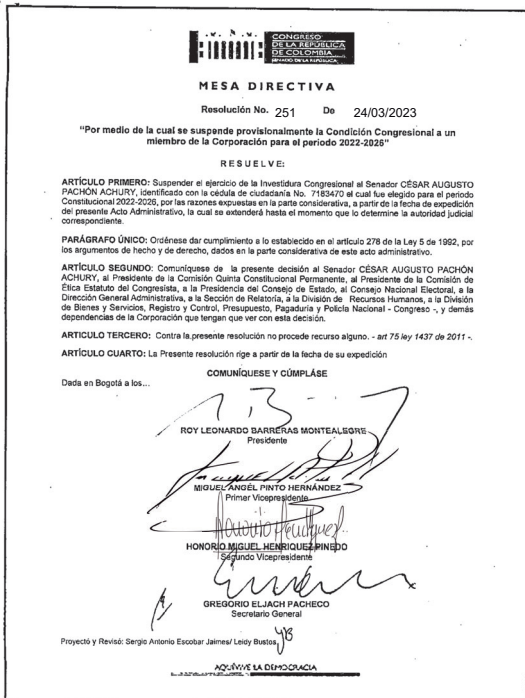 CONGRESO
DE LA REPÚBLICA
DE COLOMBIA
SENADO DE LA REPÚBLICA
MESA DIRECTIVA
Resolución No. 251 De 24/03/2023
"Por medio de la cual se suspende provisionalmente la Condición Congresional a un
miembro de la Corporación para el periodo 2022-2026"
RESUELVE:
ARTÍCULO PRIMERO: Suspender el ejercicio de la Investidura Congresional al Senador CÉSAR AUGUSTO
PACHÓN ACHURY, identificado con la cédula de ciudadanía No. 7183470 el cual fue elegido para el periodo
Constitucional 2022-2026, por las razones expuestas en la parte considerativa, a partir de la fecha de expedición
del presente Acto Administrativo, la cual se extenderá hasta el momento que lo determine la autoridad judicial
correspondiente.
PARÁGRAFO ÚNICO: Ordénese dar cumplimiento a lo establecido en el artículo 278 de la Ley 5 de 1992, por
los argumentos de hecho y de derecho, dados en la parte considerativa de este acto administrativo.
ARTÍCULO SEGUNDO: Comuníquese de la presente decisión al Senador CÉSAR AUGUSTO PACHÓN
ACHURY, al Presidente de la Comisión Quinta Constitucional Permanente, al Presidente de la Comisión de
Ética Estatuto del Congresista, a la Presidencia del Consejo de Estado, al Consejo Nacional Electoral, a la
Dirección General Administrativa, a la Sección de Relatoría, a la División de Recursos Humanos, a la División
de Bienes y Servicios, Registro y Control, Presupuesto, Pagaduría y Policía Nacional - Congreso -, y demás
dependencias de la Corporación que tengan que ver con esta decisión.
ARTICULO TERCERO: Contra la presente resolución no procede recurso alguno. - art 75 ley 1437 de 2011 -.
ARTÍCULO CUARTO: La Presente resolución rige a partir de la fecha de su expedición
COMUNÍQUESE Y CÚMPLÁSE
Dada en Bogotá a los...
ROY LEONARDO BARRERAS MONTEALEGRE
Presidente
MIGUEL ÁNGEL PINTO HERNÁNDEZ
Primer Vicepresidente
HONORIO MIGUEL HENRIQUEZ PINEDO
Segundo Vicepresidente
GREGORIO ELJACH PACHECO
Secretario General
Proyectó y Revisó: Sergio Antonio Escobar Jaimes/ Leidy Bustos
AQUÍ VIVE LA DEMOCRACIA